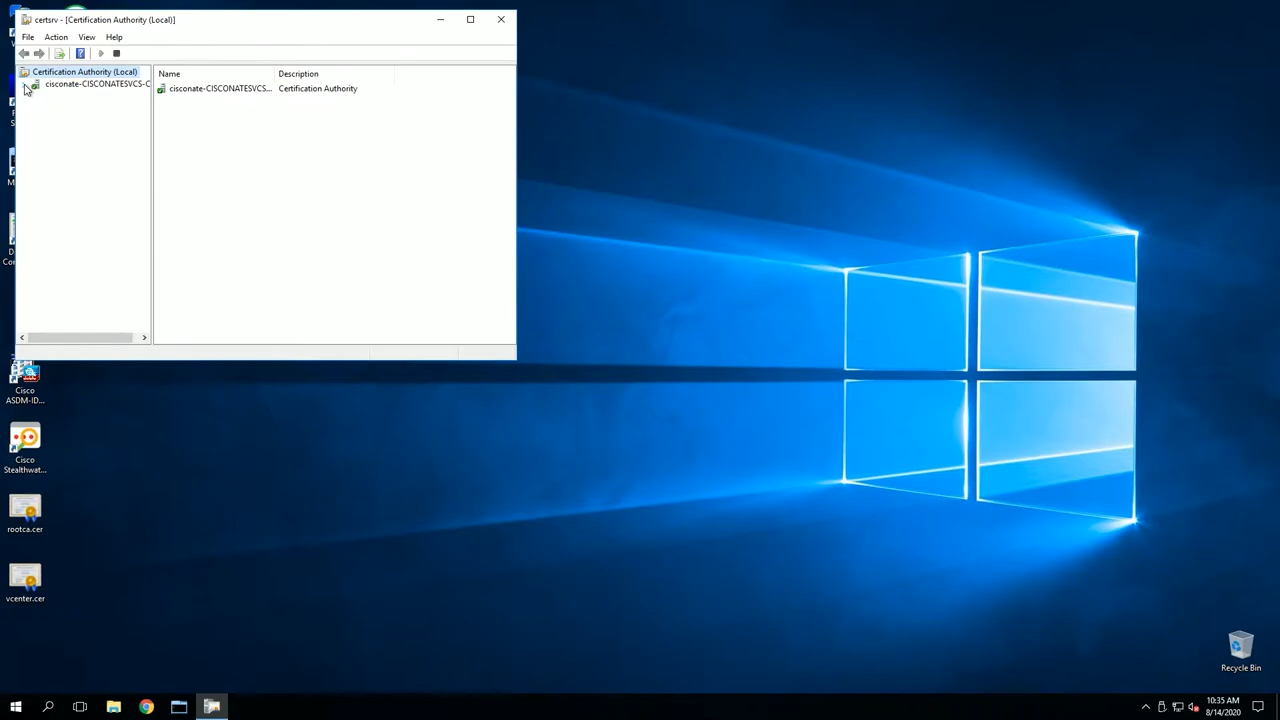 certsrv - [Certification Authority (Local)]
File Action View Help
Certification Authority (Local)
cisconate-CISCONATESVCS-C
Name Description
cisconate-CISCONATESVCS... Certification Authority
Cisco
ASDM-ID...
Cisco
Stealthwat...
rootca.cer
vcenter.cer
Recycle Bin
10:35 AM
8/14/2020